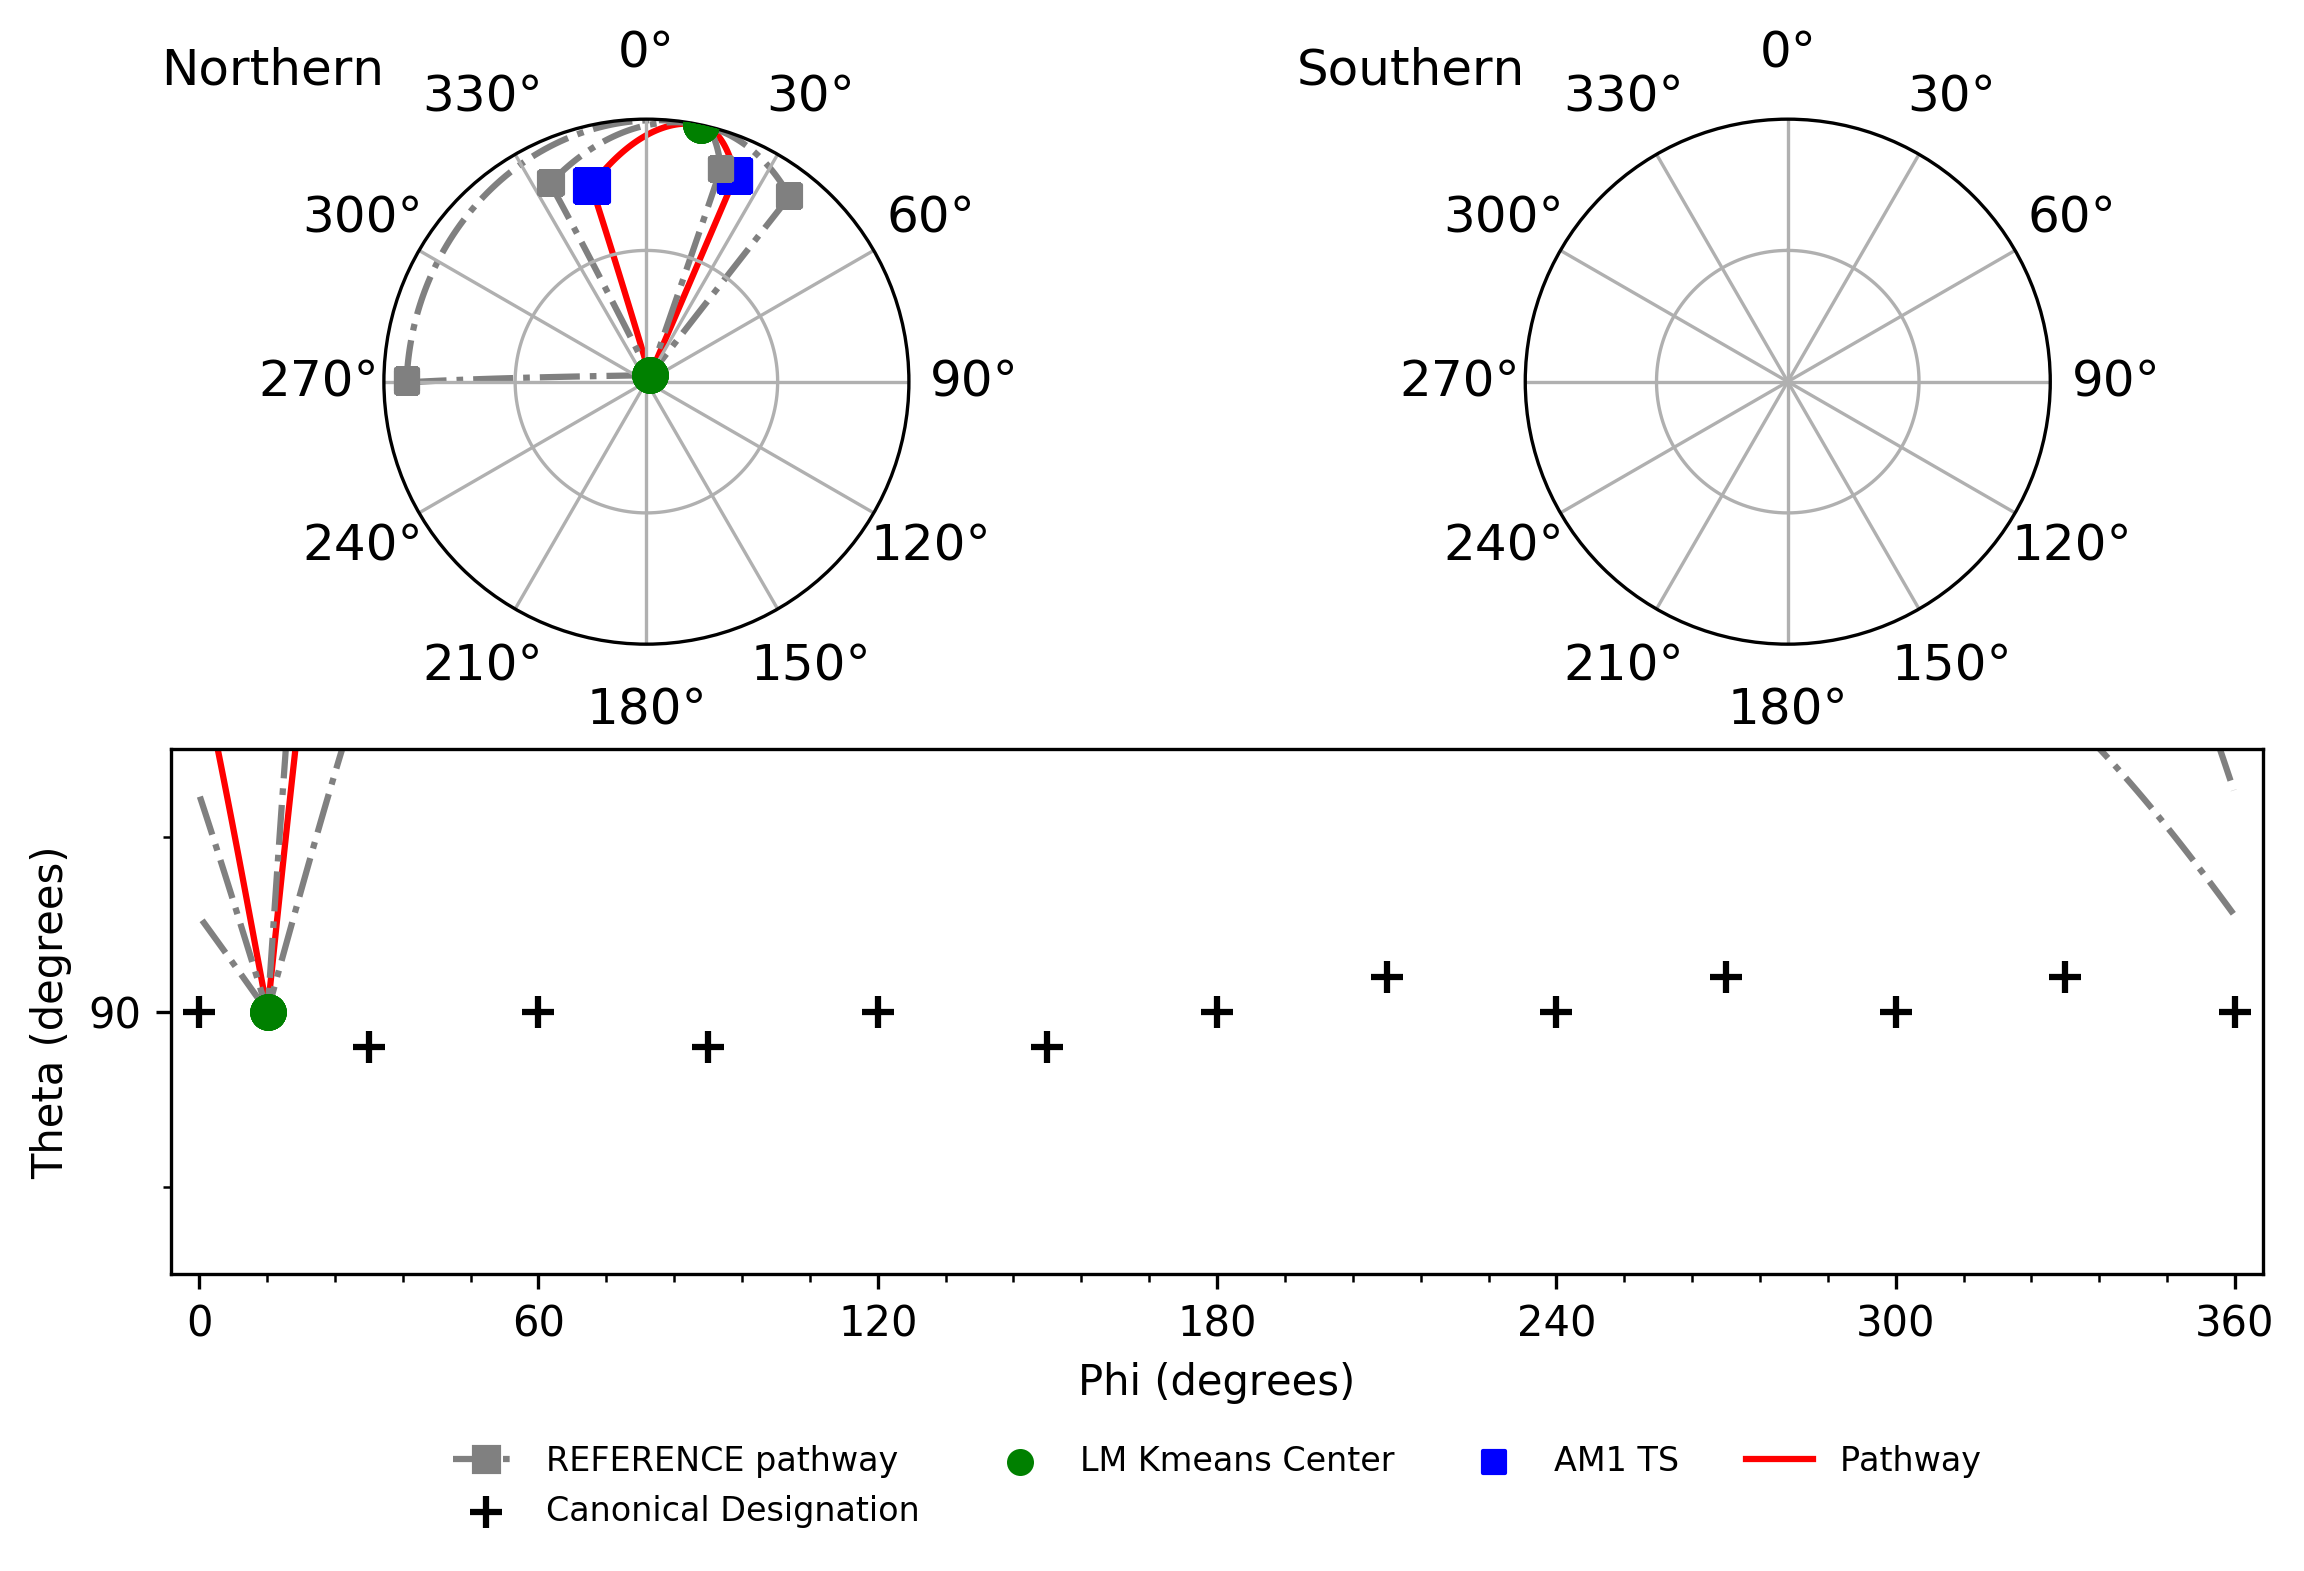 Northern
0°
30°
60°
90°
120°
150°
180°
210°
240°
270°
300°
330°
Southern
0°
30°
60°
90°
120°
150°
180°
210°
240°
270°
300°
330°
Theta (degrees)
90
0 60 120 180 240 300 360
Phi (degrees)
REFERENCE pathway
Canonical Designation
LM Kmeans Center
AM1 TS
Pathway